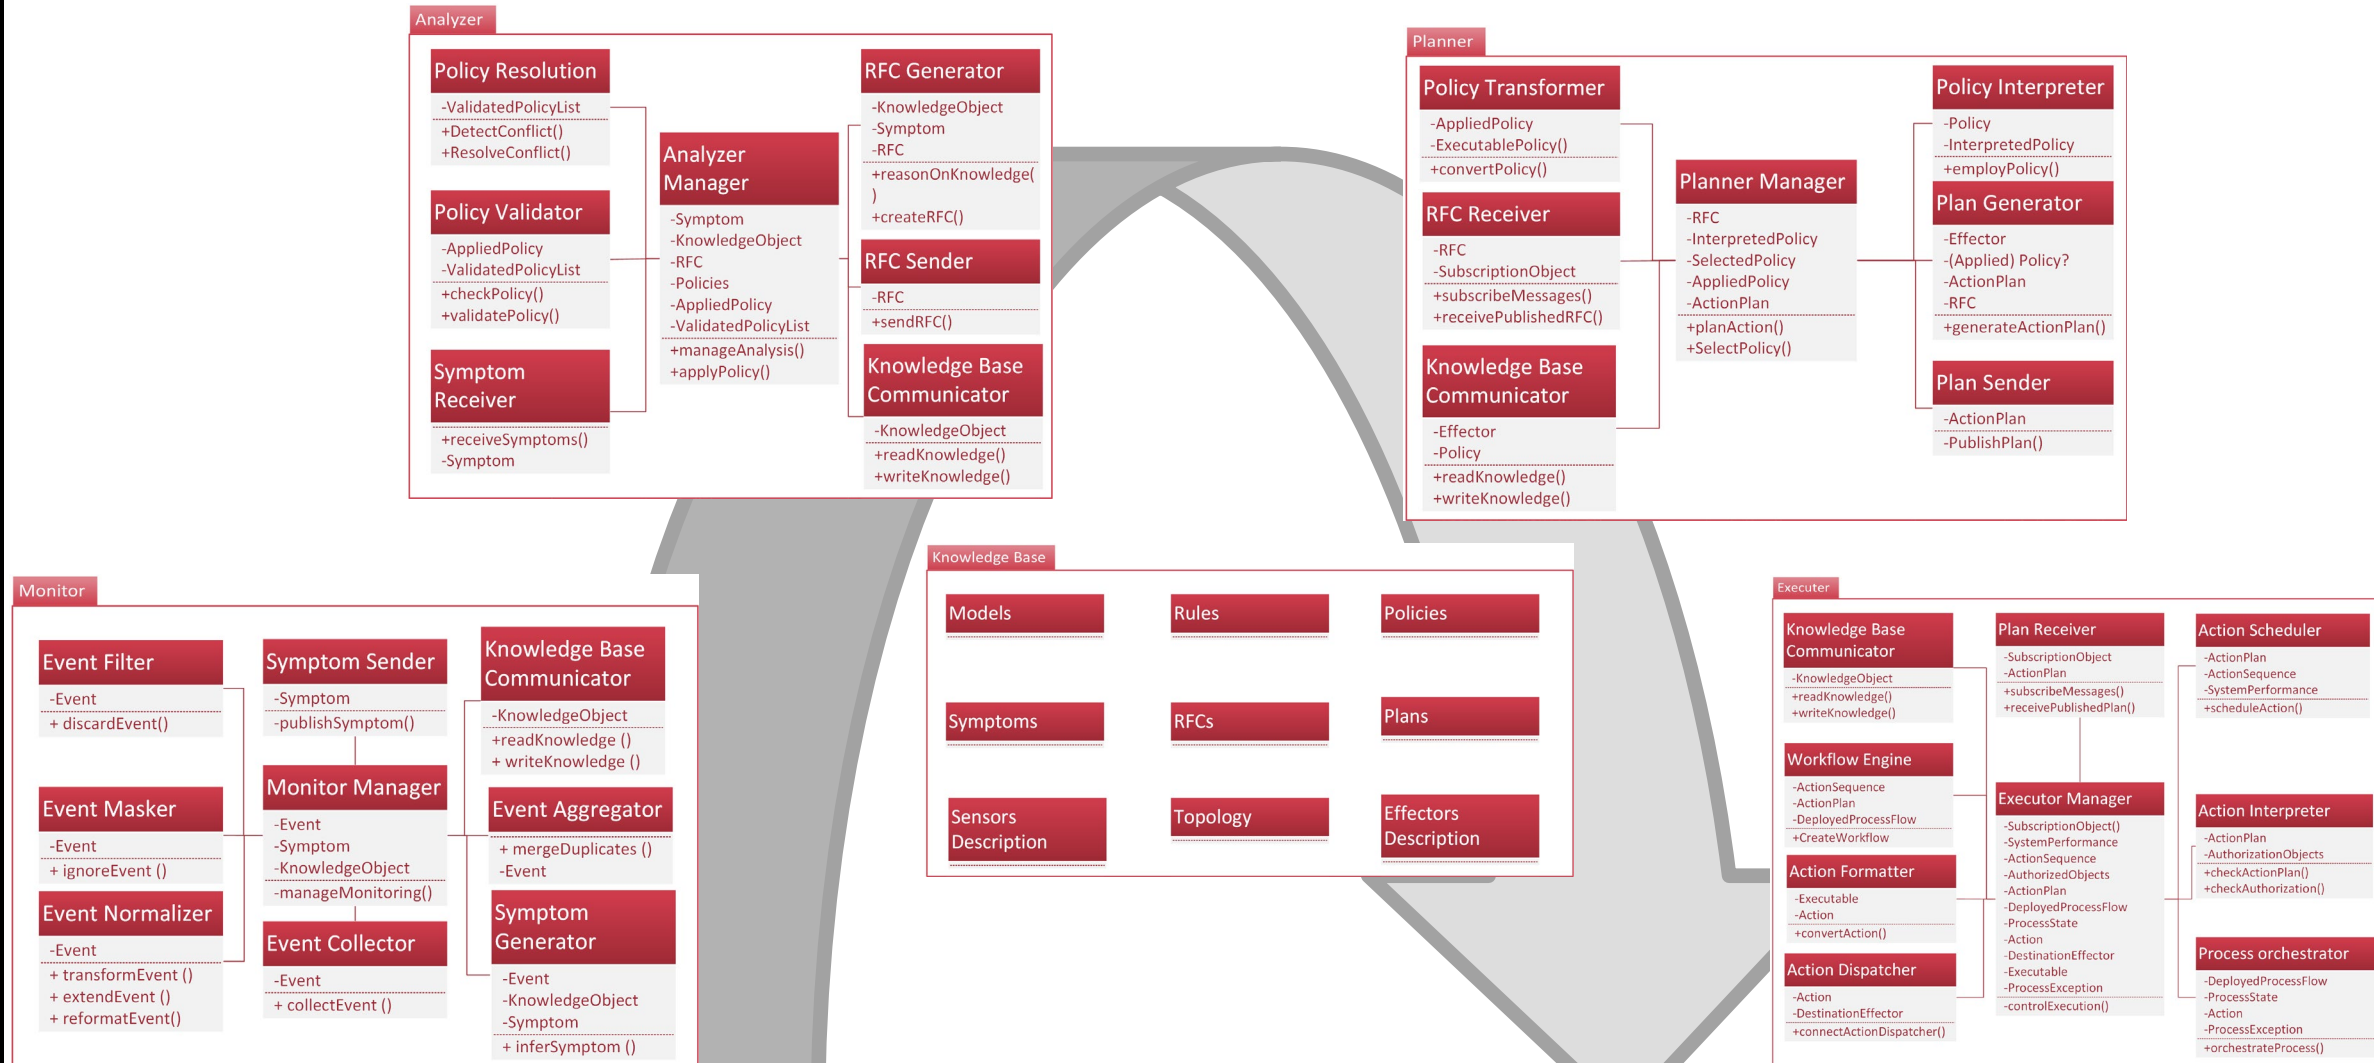 Analyzer
Policy Resolution
-ValidatedPolicyList
+DetectConflict()
+ResolveConflict()
Policy Validator
-AppliedPolicy
-ValidatedPolicyList
+checkPolicy()
+validatePolicy()
Symptom
Receiver
+receiveSymptoms()
-Symptom
Analyzer
Manager
-Symptom
-KnowledgeObject
-RFC
-Policies
-AppliedPolicy
-ValidatedPolicyList
+manageAnalysis()
+applyPolicy()
RFC Generator
-KnowledgeObject
-Symptom
-RFC
+reasonOnKnowledge(
)
+createRFC()
RFC Sender
-RFC
+sendRFC()
Knowledge Base
Communicator
-KnowledgeObject
+readKnowledge()
+writeKnowledge()
Planner
Policy Transformer
-AppliedPolicy
-ExecutablePolicy()
+convertPolicy()
RFC Receiver
-RFC
-SubscriptionObject
+subscribeMessages()
+receivePublishedRFC()
Knowledge Base
Communicator
-Effector
-Policy
+readKnowledge()
+writeKnowledge()
Planner Manager
-RFC
-InterpretedPolicy
-SelectedPolicy
-AppliedPolicy
-ActionPlan
+planAction()
+SelectPolicy()
Policy Interpreter
-Policy
-InterpretedPolicy
+employPolicy()
Plan Generator
-Effector
-(Applied) Policy?
-ActionPlan
-RFC
+generateActionPlan()
Plan Sender
-ActionPlan
-PublishPlan()
Monitor
Event Filter
-Event
+ discardEvent()
Event Masker
-Event
+ ignoreEvent ()
Event Normalizer
-Event
+ transformEvent ()
+ extendEvent ()
+ reformatEvent()
Symptom Sender
-Symptom
-publishSymptom()
Monitor Manager
-Event
-Symptom
-KnowledgeObject
-manageMonitoring()
Event Collector
-Event
+ collectEvent ()
Knowledge Base
Communicator
-KnowledgeObject
+readKnowledge ()
+ writeKnowledge ()
Event Aggregator
+ mergeDuplicates ()
-Event
Symptom
Generator
-Event
-KnowledgeObject
-Symptom
+ inferSymptom ()
Knowledge Base
Models
Rules
Policies
Symptoms
RFCs
Plans
Sensors
Description
Topology
Effectors
Description
Executer
Knowledge Base
Communicator
-KnowledgeObject
+readKnowledge()
+writeKnowledge()
Workflow Engine
-ActionSequence
-ActionPlan
-DeployedProcessFlow
+CreateWorkflow
Action Formatter
-Executable
-Action
+convertAction()
Action Dispatcher
-Action
-DestinationEffector
+connectActionDispatcher()
Plan Receiver
-SubscriptionObject
-ActionPlan
+subscribeMessages()
+receivePublishedPlan()
Executor Manager
-SubscriptionObject()
-SystemPerformance
-ActionSequence
-AuthorizedObjects
-ActionPlan
-DeployedProcessFlow
-ProcessState
-Action
-DestinationEffector
-Executable
-ProcessException
-controlExecution()
Action Scheduler
-ActionPlan
-ActionSequence
-SystemPerformance
+scheduleAction()
Action Interpreter
-ActionPlan
-AuthorizationObjects
+checkActionPlan()
+checkAuthorization()
Process orchestrator
-DeployedProcessFlow
-ProcessState
-Action
-ProcessException
+orchestrateProcess()